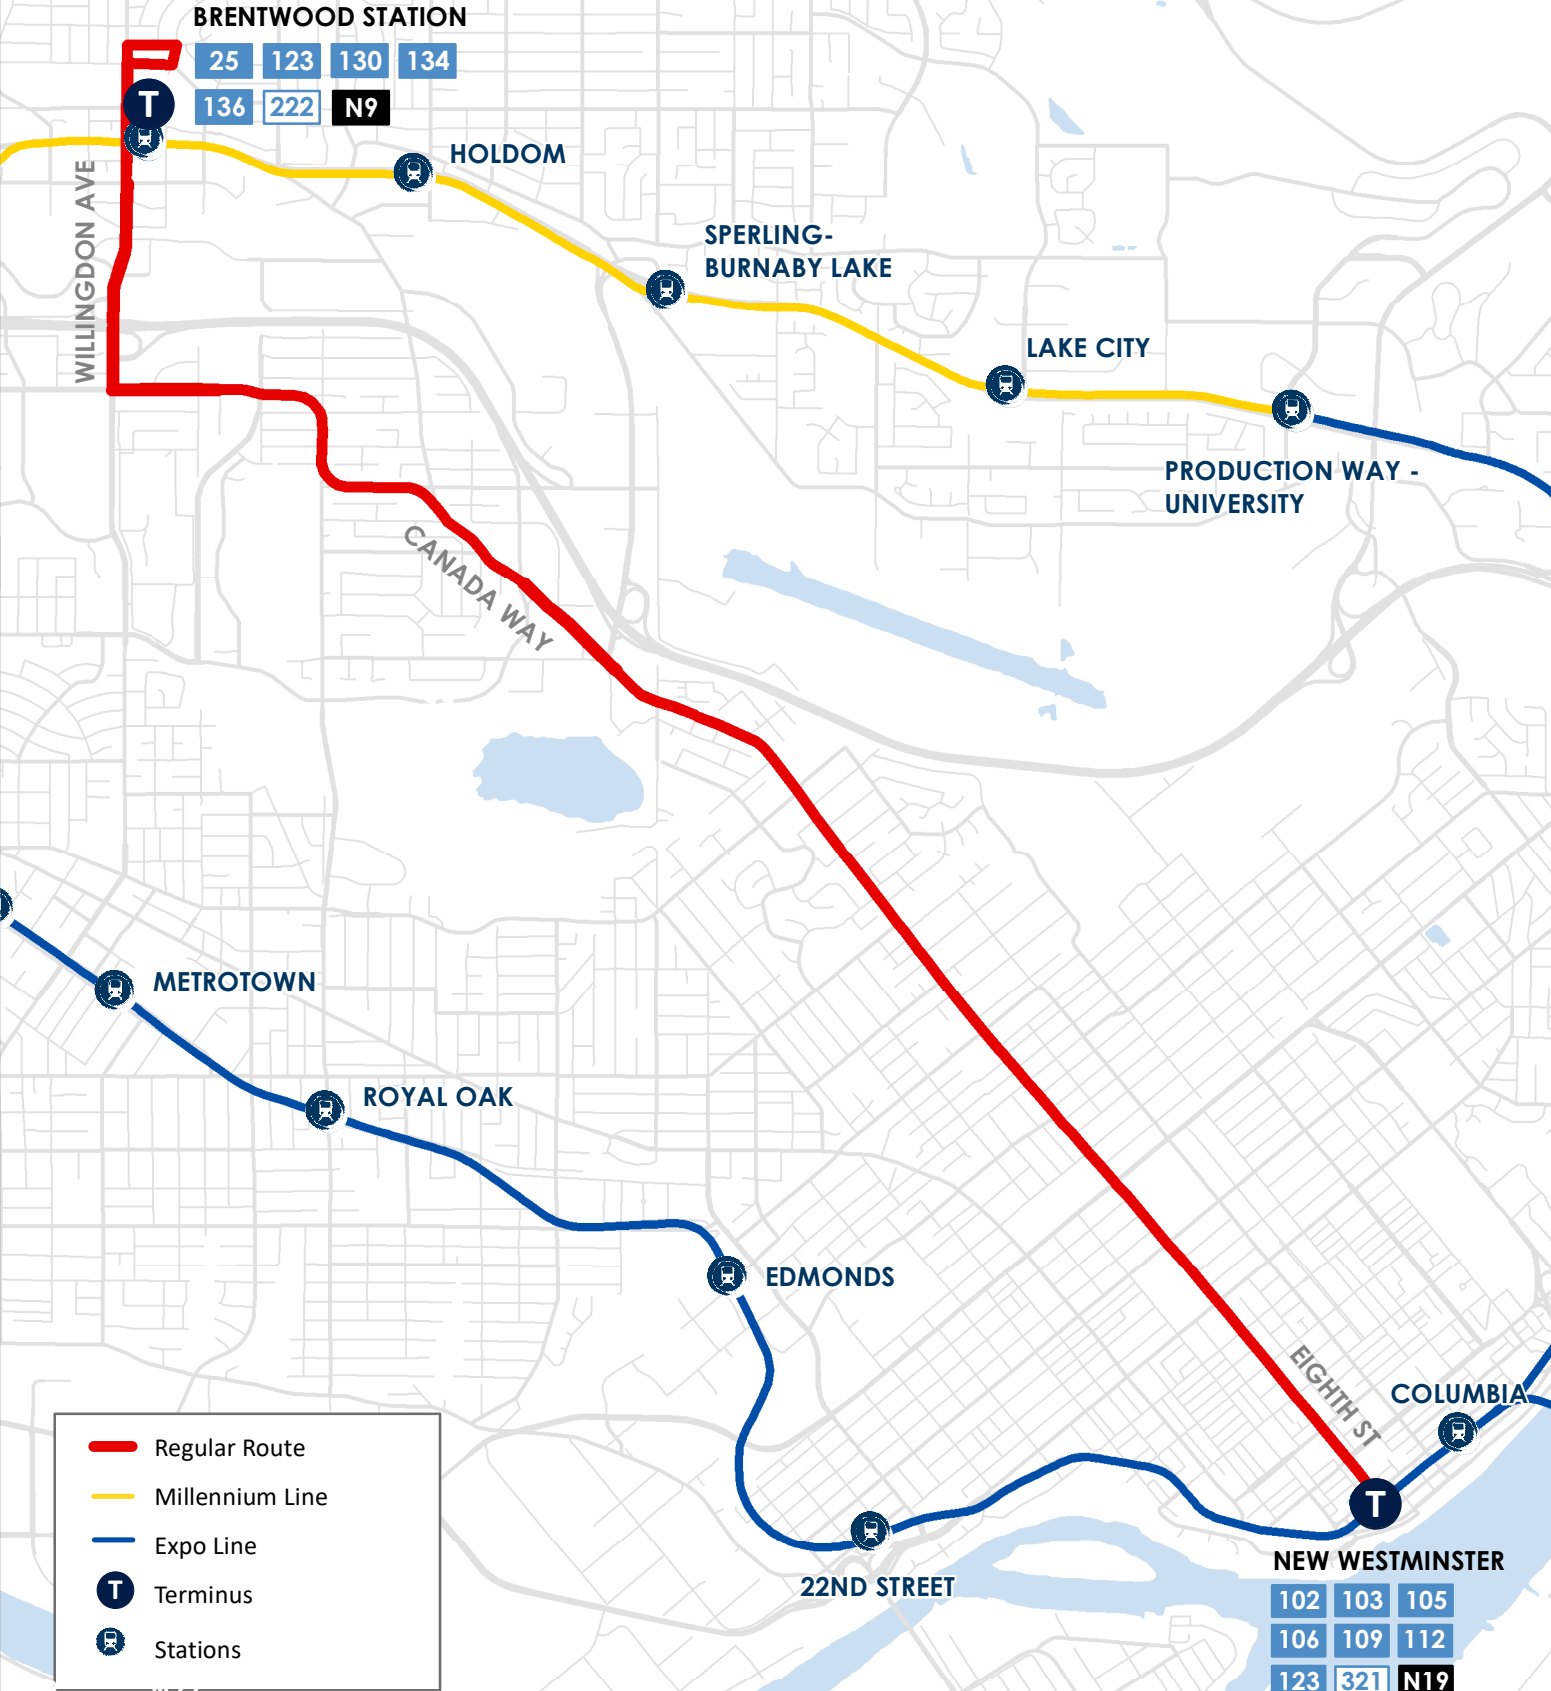 BRENTWOOD STATION
25 123 130 134
136 222 N9
HOLDOM
WILLINGDON AVE
SPERLING-
BURNABY LAKE
LAKE CITY
PRODUCTION WAY -
UNIVERSITY
CANADA WAY
METROTOWN
ROYAL OAK
EDMONDS
EIGHTH ST
COLUMBIA
22ND STREET
T
T
NEW WESTMINSTER
102 103 105
106 109 112
123 321 N19
Regular Route
Millennium Line
Expo Line
T Terminus
Stations